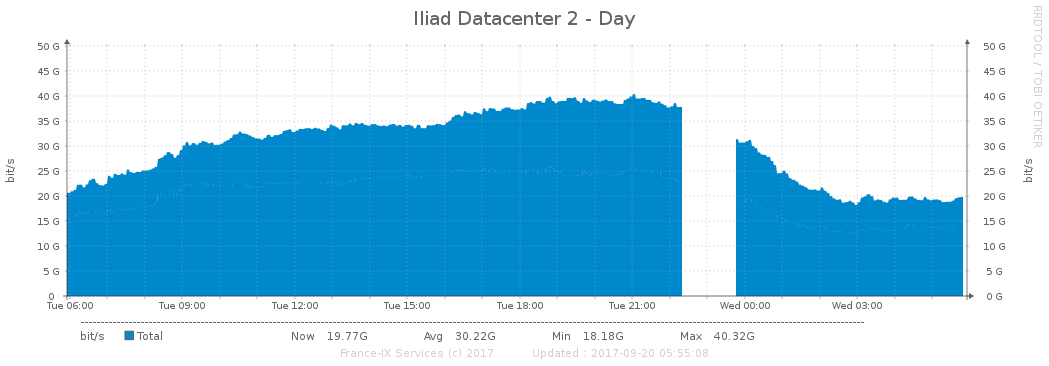 Iliad Datacenter 2 - Day
RRDTOOL / TOBI OETIKER
bit/s
50 G 50 G
45 G 45 G
40 G 40 G
35 G 35 G
30 G 30 G
25 G 25 G
20 G 20 G
15 G 15 G
10 G 10 G
5 G 5 G
0 0 G
bit/s
Tue 06:00 Tue 09:00 Tue 12:00 Tue 15:00 Tue 18:00 Tue 21:00 Wed 00:00 Wed 03:00
bit/s Total Now 19.77G Avg 30.22G Min 18.18G Max 40.32G
France-IX Services (c) 2017 Updated : 2017-09-20 05:55:08